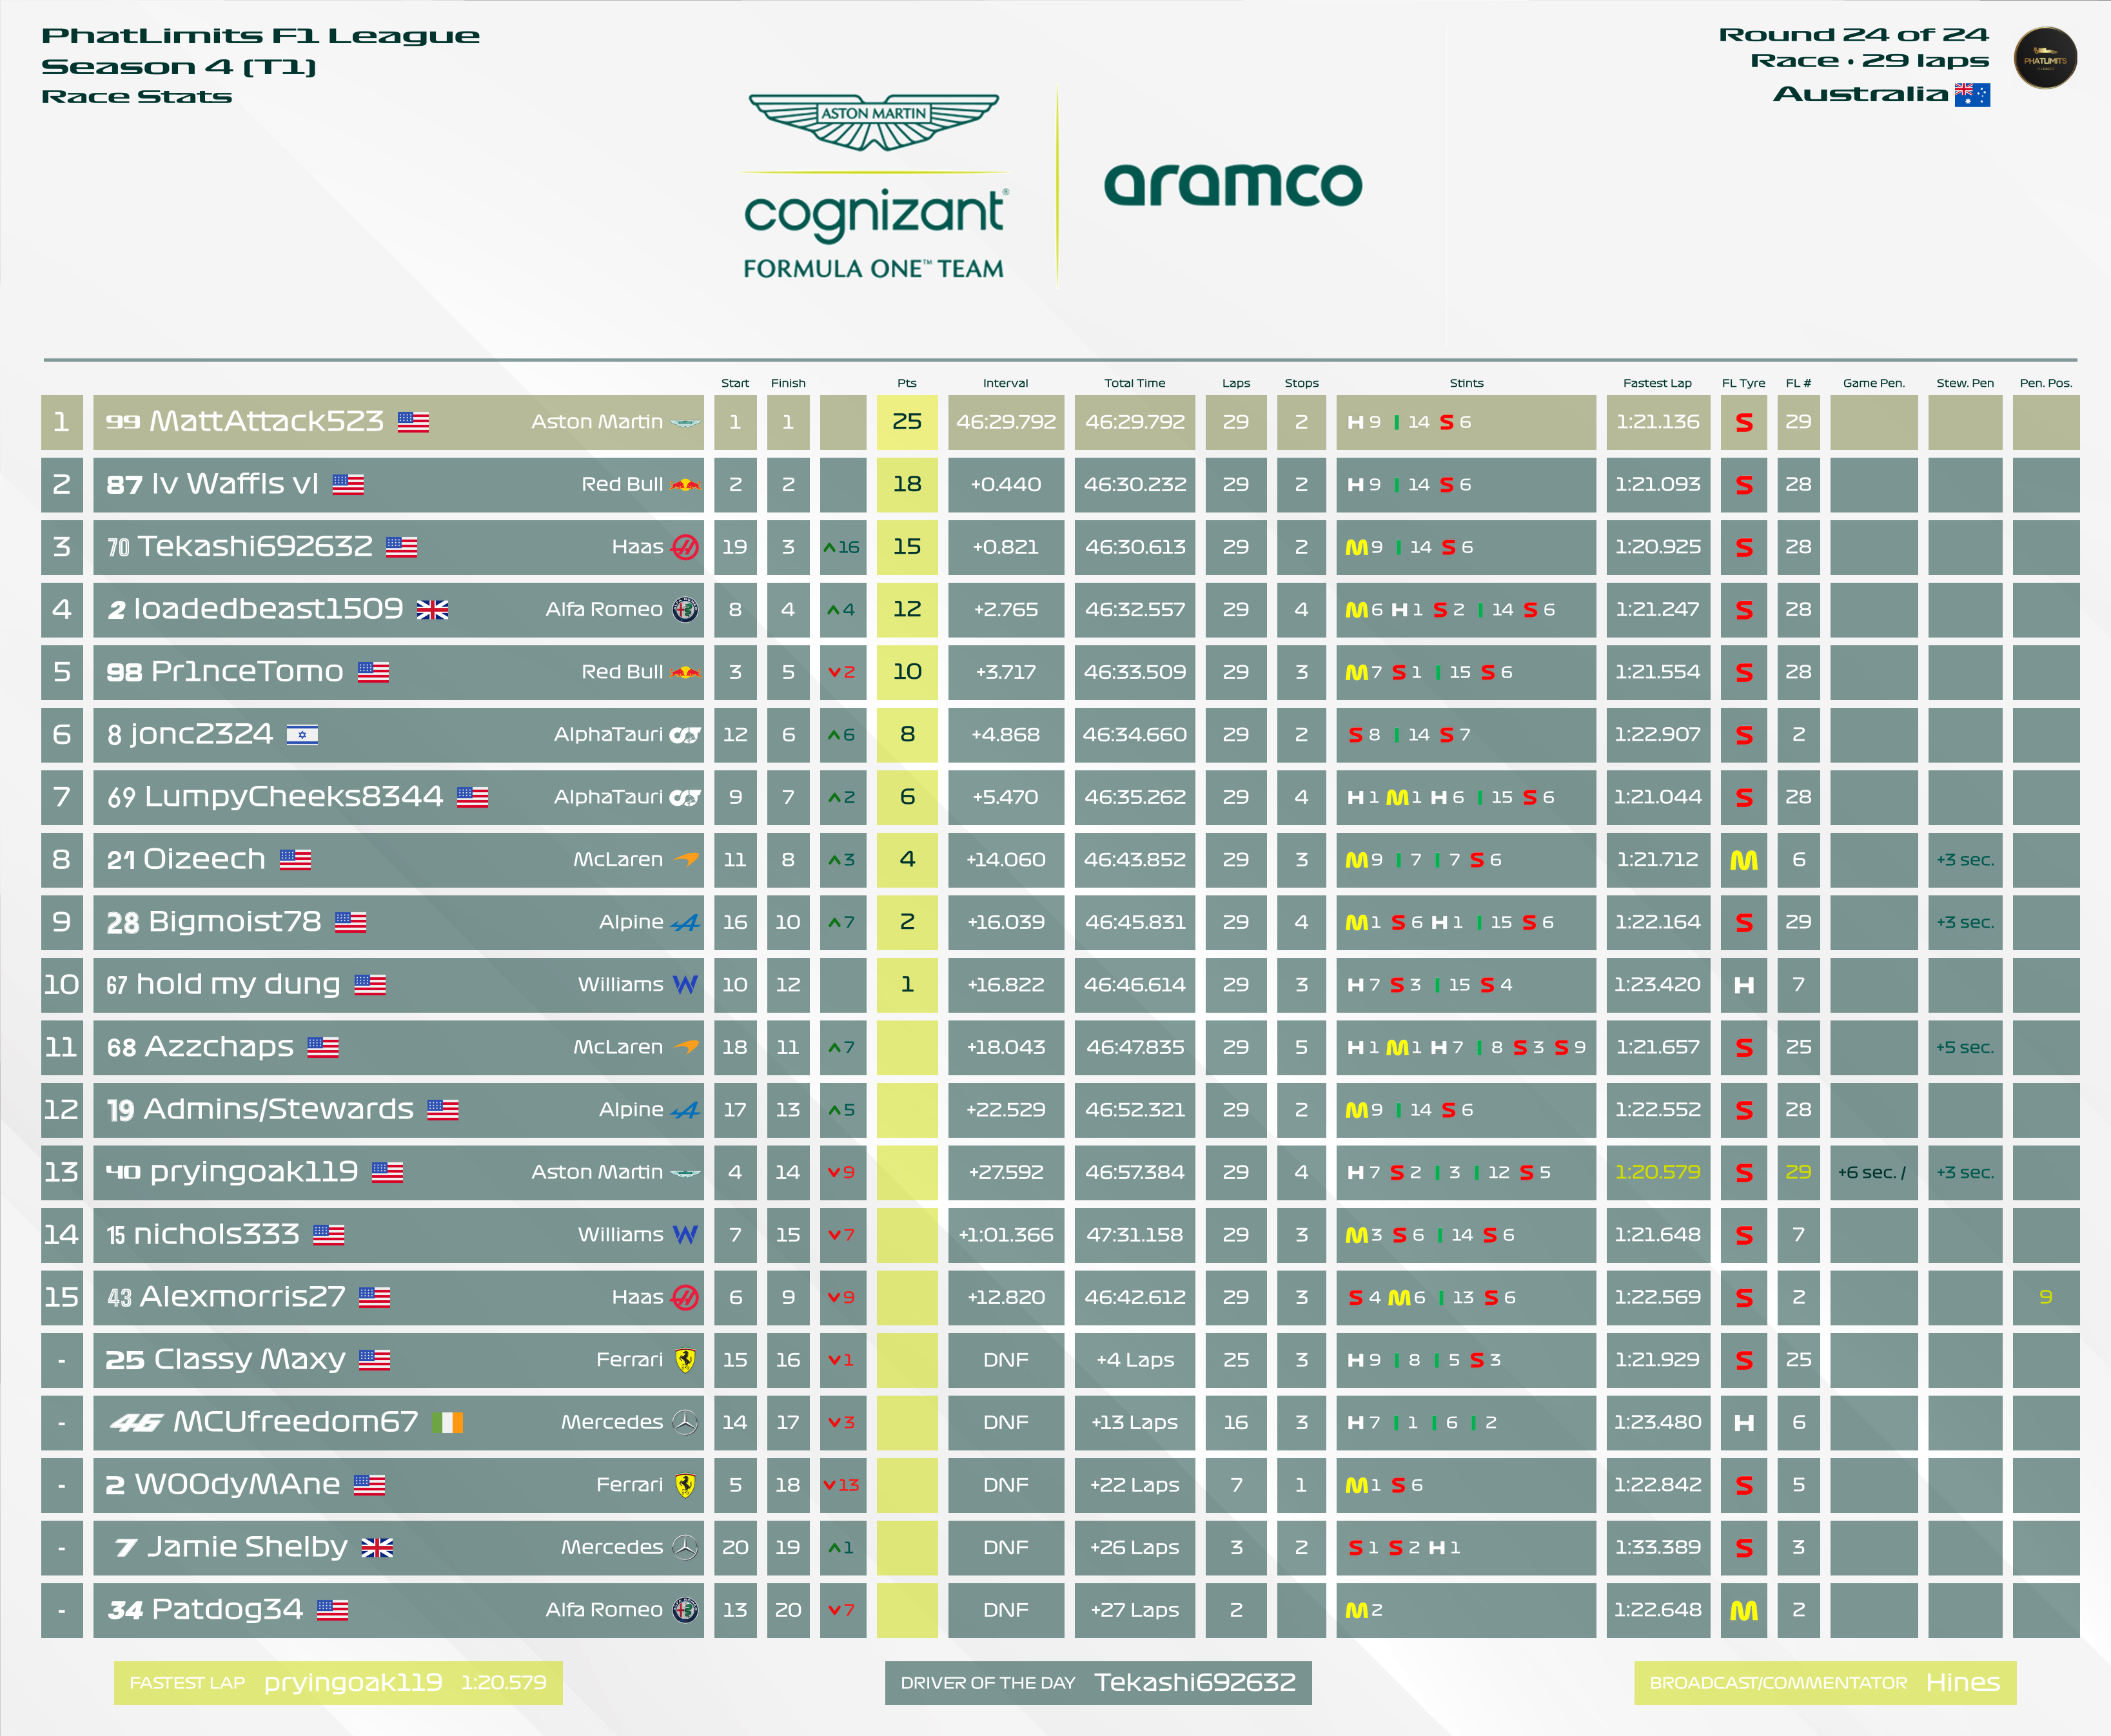 PhatLimits F1 League
Season 4 (T1)
Race Stats
Round 24 of 24
Race • 29 laps
Australia
PHATLIMITS
ASTON MARTIN
cognizant®
FORMULA ONE™ TEAM
aramco
Start Finish Pts Interval Total Time Laps Stops Stints Fastest Lap FL Tyre FL # Game Pen. Stew. Pen Pen. Pos.
1 99 MattAttack523 Aston Martin 1 1 25 46:29.792 46:29.792 29 2 H 9 I 14 S 6 1:21.136 S 29
2 87 lv Waffls vl Red Bull 2 2 18 +0.440 46:30.232 29 2 H 9 I 14 S 6 1:21.093 S 28
3 70 Tekashi692632 Haas 19 3 16 15 +0.821 46:30.613 29 2 M 9 I 14 S 6 1:20.925 S 28
4 2 loadedbeast1509 Alfa Romeo 8 4 4 12 +2.765 46:32.557 29 4 M 6 H 1 S 2 I 14 S 6 1:21.247 S 28
5 98 Pr1nceTomo Red Bull 3 5 2 10 +3.717 46:33.509 29 3 M 7 S 1 I 15 S 6 1:21.554 S 28
6 8 jonc2324 AlphaTauri 12 6 6 8 +4.868 46:34.660 29 2 S 8 I 14 S 7 1:22.907 S 2
7 69 LumpyCheeks8344 AlphaTauri 9 7 2 6 +5.470 46:35.262 29 4 H 1 M 1 H 6 I 15 S 6 1:21.044 S 28
8 21 Oizeech McLaren 11 8 3 4 +14.060 46:43.852 29 3 M 9 I 7 I 7 S 6 1:21.712 M 6 +3 sec.
9 28 Bigmoist78 Alpine 16 10 7 2 +16.039 46:45.831 29 4 M 1 S 6 H 1 I 15 S 6 1:22.164 S 29 +3 sec.
10 67 hold my dung Williams 10 12 1 +16.822 46:46.614 29 3 H 7 S 3 I 15 S 4 1:23.420 H 7
11 68 Azzchaps McLaren 18 11 7 +18.043 46:47.835 29 5 H 1 M 1 H 7 I 8 S 3 S 9 1:21.657 S 25 +5 sec.
12 19 Admins/Stewards Alpine 17 13 5 +22.529 46:52.321 29 2 M 9 I 14 S 6 1:22.552 S 28
13 40 pryingoak119 Aston Martin 4 14 9 +27.592 46:57.384 29 4 H 7 S 2 I 3 I 12 S 5 1:20.579 S 29 +6 sec. / +3 sec.
14 15 nichols333 Williams 7 15 7 +1:01.366 47:31.158 29 3 M 3 S 6 I 14 S 6 1:21.648 S 7
15 43 Alexmorris27 Haas 6 9 9 +12.820 46:42.612 29 3 S 4 M 6 I 13 S 6 1:22.569 S 2 9
- 25 Classy Maxy Ferrari 15 16 1 DNF +4 Laps 25 3 H 9 I 8 I 5 S 3 1:21.929 S 25
- 46 MCUfreedom67 Mercedes 14 17 3 DNF +13 Laps 16 3 H 7 I 1 I 6 I 2 1:23.480 H 6
- 2 W00dyMAne Ferrari 5 18 13 DNF +22 Laps 7 1 M 1 S 6 1:22.842 S 5
- 7 Jamie Shelby Mercedes 20 19 1 DNF +26 Laps 3 2 S 1 S 2 H 1 1:33.389 S 3
- 34 Patdog34 Alfa Romeo 13 20 7 DNF +27 Laps 2 M 2 1:22.648 M 2
FASTEST LAP pryingoak119 1:20.579
DRIVER OF THE DAY Tekashi692632
BROADCAST/COMMENTATOR Hines